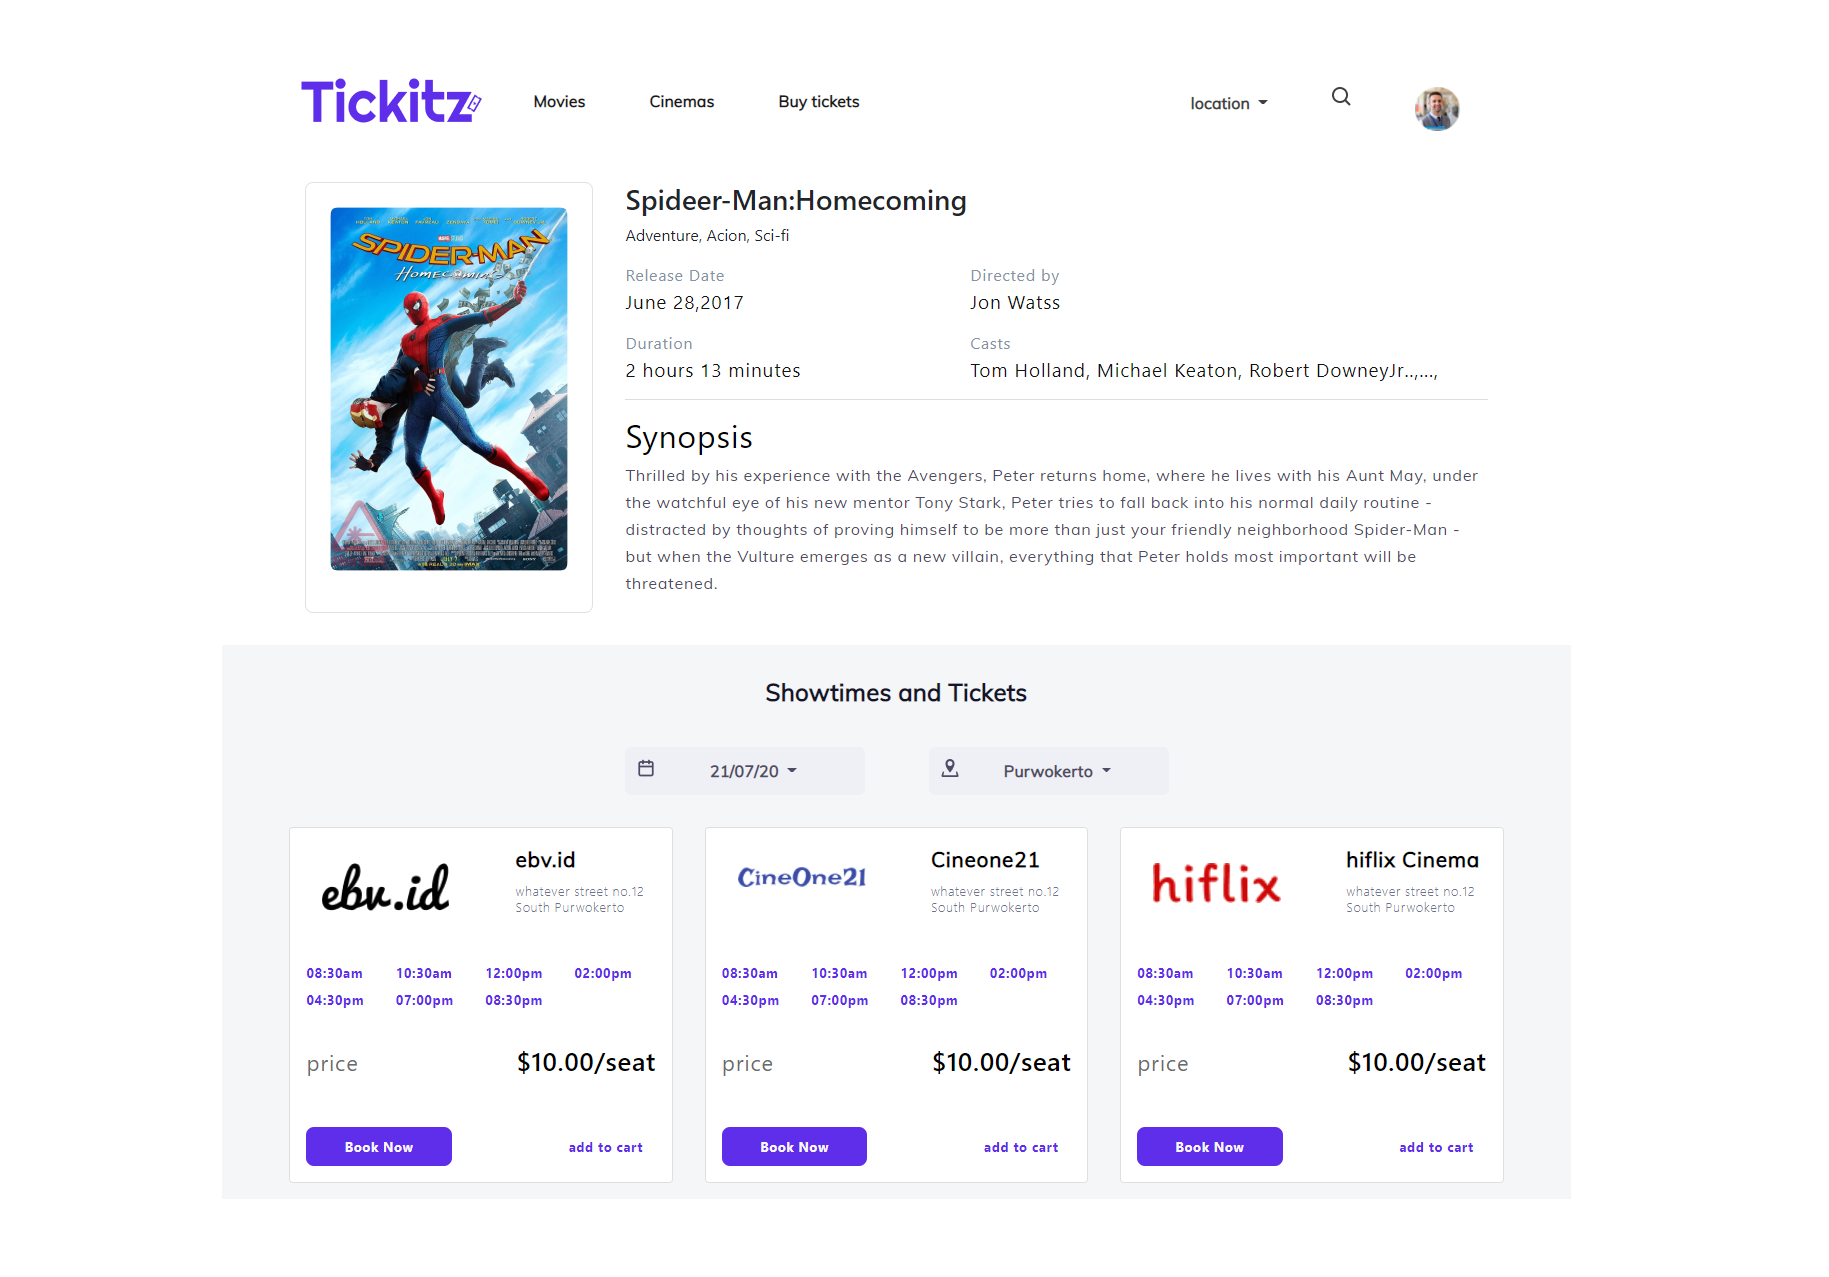 Tickitz
Movies
Cinemas
Buy tickets
location
SPIDER-MAN
HOMECOMING
Spideer-Man:Homecoming
Adventure, Acion, Sci-fi
Release Date
Directed by
June 28,2017
Jon Watss
Duration
Casts
2 hours 13 minutes
Tom Holland, Michael Keaton, Robert DowneyJr..,...,
Synopsis
Thrilled by his experience with the Avengers, Peter returns home, where he lives with his Aunt May, under
the watchful eye of his new mentor Tony Stark, Peter tries to fall back into his normal daily routine -
distracted by thoughts of proving himself to be more than just your friendly neighborhood Spider-Man -
but when the Vulture emerges as a new villain, everything that Peter holds most important will be
threatened.
Showtimes and Tickets
21/07/20
Purwokerto
ebv.id
ebv.id
whatever street no.12
South Purwokerto
08:30am 10:30am 12:00pm 02:00pm
04:30pm 07:00pm 08:30pm
price
$10.00/seat
Book Now
add to cart
CineOne21
Cineone21
whatever street no.12
South Purwokerto
08:30am 10:30am 12:00pm 02:00pm
04:30pm 07:00pm 08:30pm
price
$10.00/seat
Book Now
add to cart
hiflix
hiflix Cinema
whatever street no.12
South Purwokerto
08:30am 10:30am 12:00pm 02:00pm
04:30pm 07:00pm 08:30pm
price
$10.00/seat
Book Now
add to cart